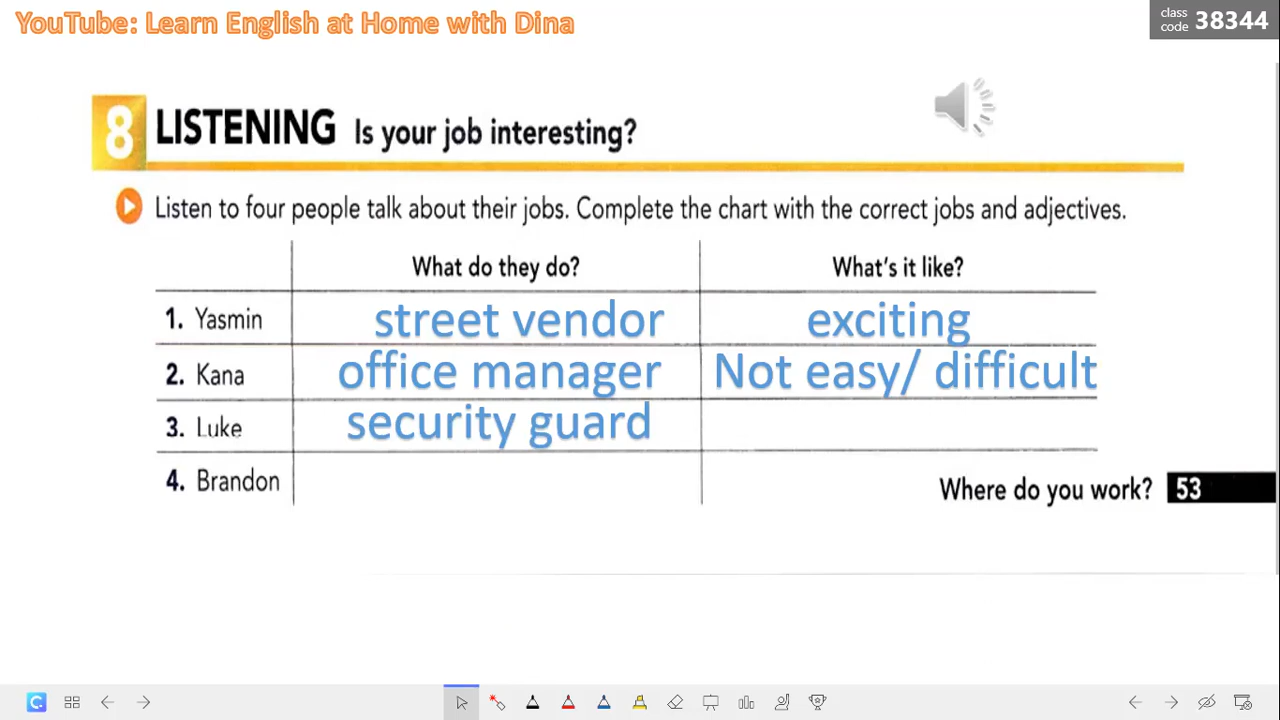 YouTube: Learn English at Home with Dina
class code 38344
8 LISTENING Is your job interesting?
Listen to four people talk about their jobs. Complete the chart with the correct jobs and adjectives.
What do they do? What's it like?
1. Yasmin street vendor exciting
2. Kana office manager Not easy/ difficult
3. Luke security guard
4. Brandon
Where do you work? 53